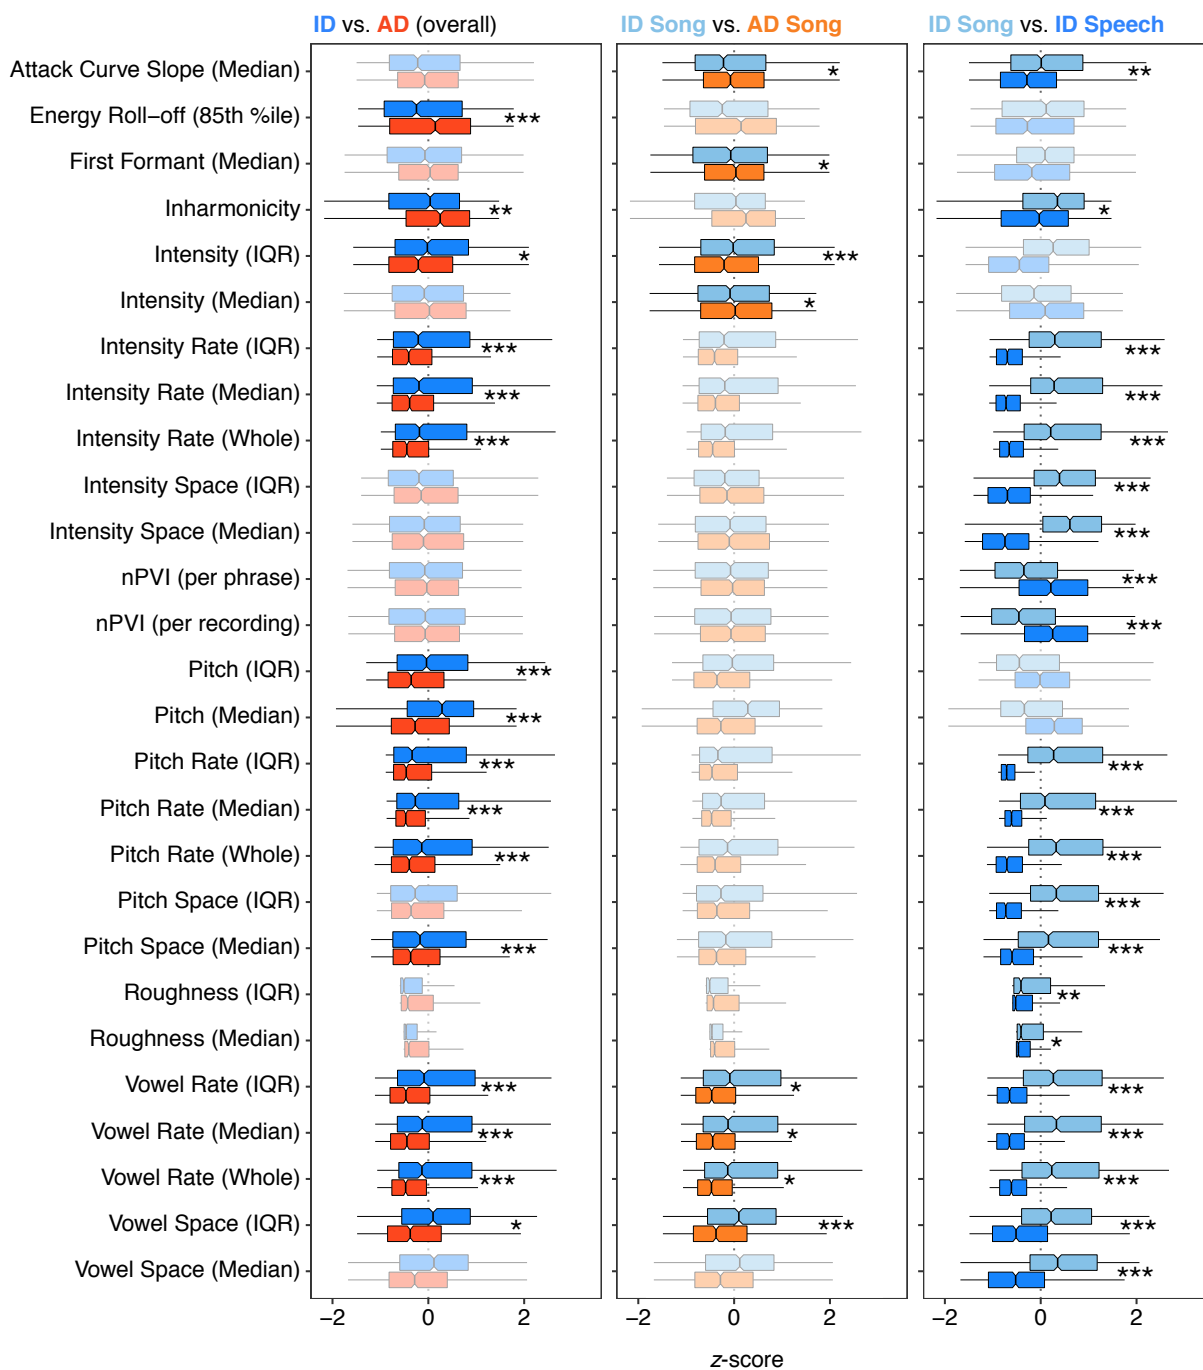 ID vs. AD (overall) ID Song vs. AD Song ID Song vs. ID Speech
Attack Curve Slope (Median) * **
Energy Roll−off (85th %ile) ***
First Formant (Median) *
Inharmonicity ** *
Intensity (IQR) * ***
Intensity (Median) *
Intensity Rate (IQR) *** ***
Intensity Rate (Median) *** ***
Intensity Rate (Whole) *** ***
Intensity Space (IQR) ***
Intensity Space (Median) ***
nPVI (per phrase) ***
nPVI (per recording) ***
Pitch (IQR) ***
Pitch (Median) ***
Pitch Rate (IQR) *** ***
Pitch Rate (Median) *** ***
Pitch Rate (Whole) *** ***
Pitch Space (IQR) ***
Pitch Space (Median) *** ***
Roughness (IQR) **
Roughness (Median) *
Vowel Rate (IQR) *** * ***
Vowel Rate (Median) *** * ***
Vowel Rate (Whole) *** * ***
Vowel Space (IQR) * *** ***
Vowel Space (Median) ***
−2 0 2 −2 0 2 −2 0 2
z−score